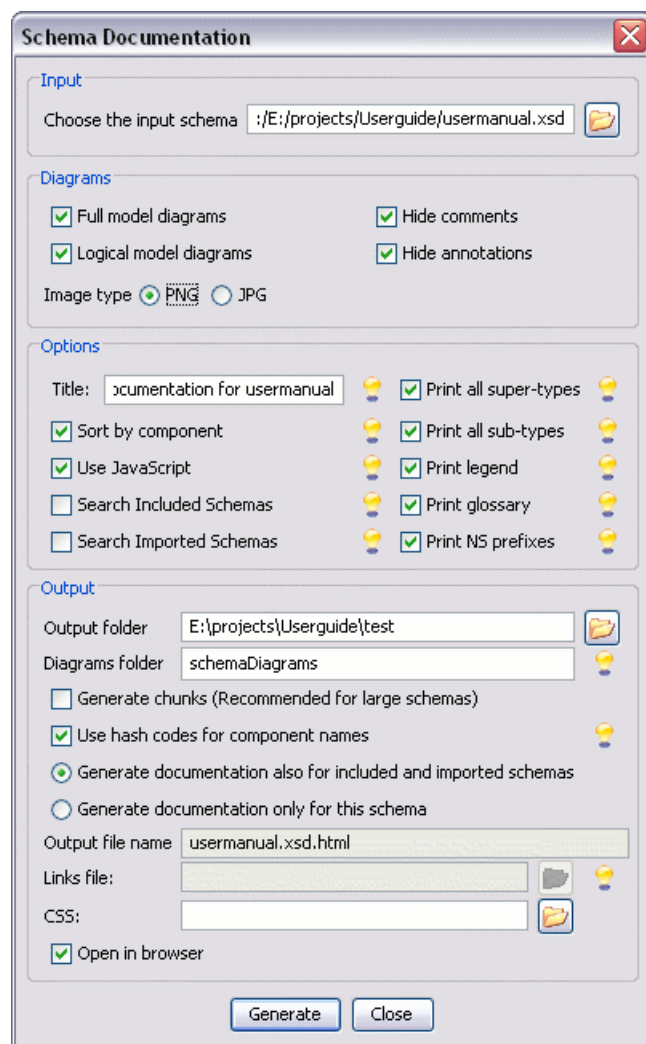 Schema Documentation
Input
Choose the input schema :/E:/projects/Userguide/usermanual.xsd
Diagrams
Full model diagrams Hide comments
Logical model diagrams Hide annotations
Image type PNG JPG
Options
Title: ocumentation for usermanual Print all super-types
Sort by component Print all sub-types
Use JavaScript Print legend
Search Included Schemas Print glossary
Search Imported Schemas Print NS prefixes
Output
Output folder E:\projects\Userguide\test
Diagrams folder schemaDiagrams
Generate chunks (Recommended for large schemas)
Use hash codes for component names
Generate documentation also for included and imported schemas
Generate documentation only for this schema
Output file name usermanual.xsd.html
Links file:
CSS:
Open in browser
Generate Close